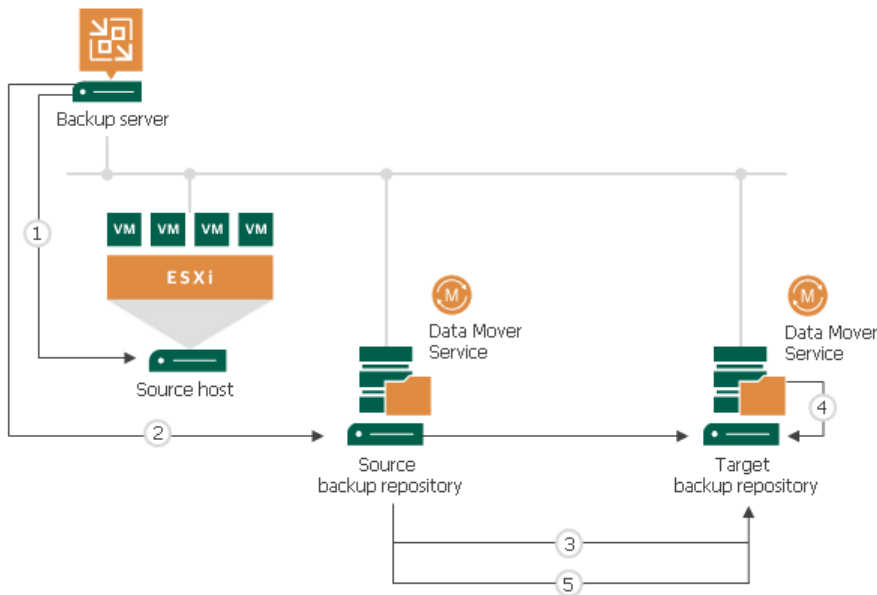 Backup server
1
VM VM VM VM
ESXi
Source host
M
Data Mover
Service
M
Data Mover
Service
4
2
Source
backup repository
Target
backup repository
3
5